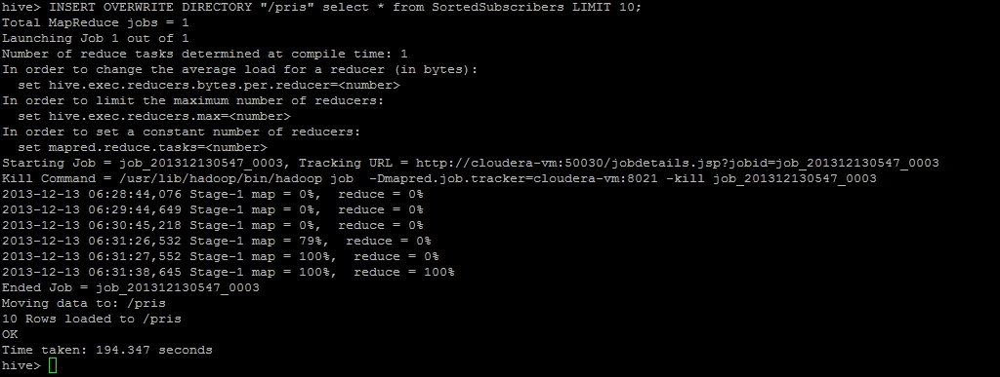 hive> INSERT OVERWRITE DIRECTORY "/pris" select * from SortedSubscribers LIMIT 10;
Total MapReduce jobs = 1
Launching Job 1 out of 1
Number of reduce tasks determined at compile time: 1
In order to change the average load for a reducer (in bytes):
  set hive.exec.reducers.bytes.per.reducer=<number>
In order to limit the maximum number of reducers:
  set hive.exec.reducers.max=<number>
In order to set a constant number of reducers:
  set mapred.reduce.tasks=<number>
Starting Job = job_201312130547_0003, Tracking URL = http://cloudera-vm:50030/jobdetails.jsp?jobid=job_201312130547_0003
Kill Command = /usr/lib/hadoop/bin/hadoop job  -Dmapred.job.tracker=cloudera-vm:8021 -kill job_201312130547_0003
2013-12-13 06:28:44,076 Stage-1 map = 0%,  reduce = 0%
2013-12-13 06:29:44,649 Stage-1 map = 0%,  reduce = 0%
2013-12-13 06:30:45,218 Stage-1 map = 0%,  reduce = 0%
2013-12-13 06:31:26,532 Stage-1 map = 79%,  reduce = 0%
2013-12-13 06:31:27,552 Stage-1 map = 100%,  reduce = 0%
2013-12-13 06:31:38,645 Stage-1 map = 100%,  reduce = 100%
Ended Job = job_201312130547_0003
Moving data to: /pris
10 Rows loaded to /pris
OK
Time taken: 194.347 seconds
hive>